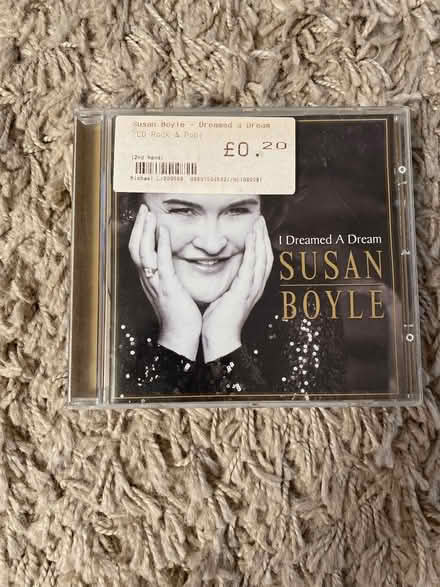 Susan Boyle - Dreamed a Dream
(CD Rock & Pop)
£0.20
(2nd hand)
I Dreamed A Dream
SUSAN
BOYLE